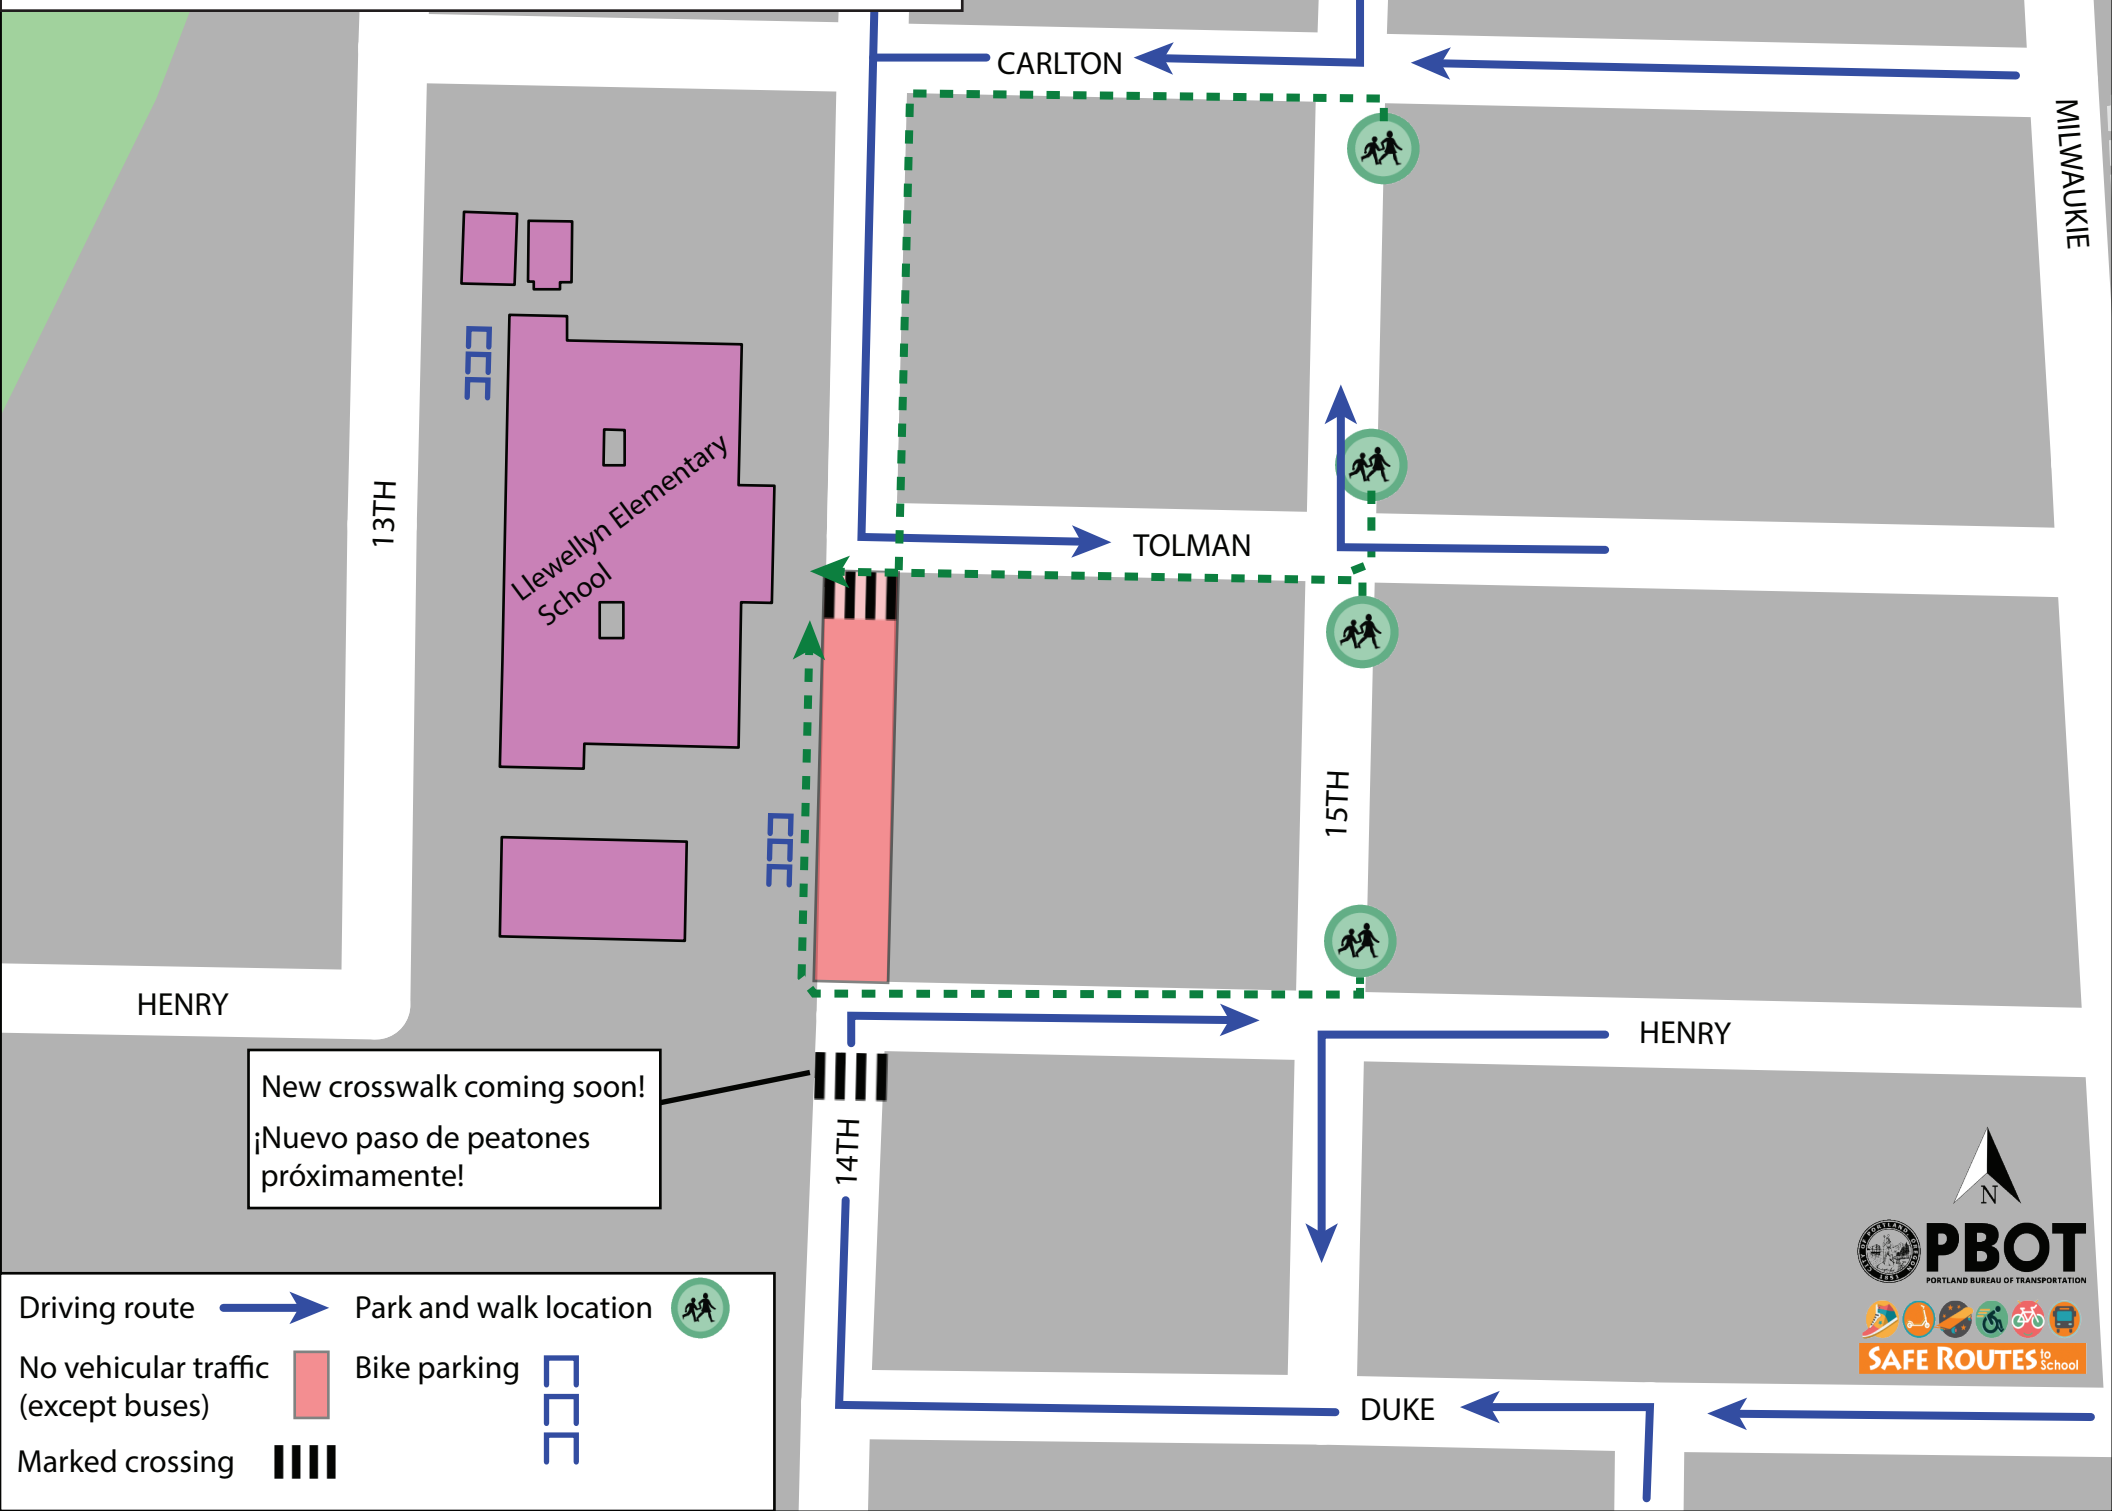 CARLTON
MILWAUKIE
13TH
Llewellyn Elementary
School
TOLMAN
15TH
HENRY
HENRY
New crosswalk coming soon!
¡Nuevo paso de peatones
próximamente!
14TH
DUKE
N
PBOT
PORTLAND BUREAU OF TRANSPORTATION
SAFE ROUTES to School
Driving route
Park and walk location
No vehicular traffic
(except buses)
Bike parking
Marked crossing